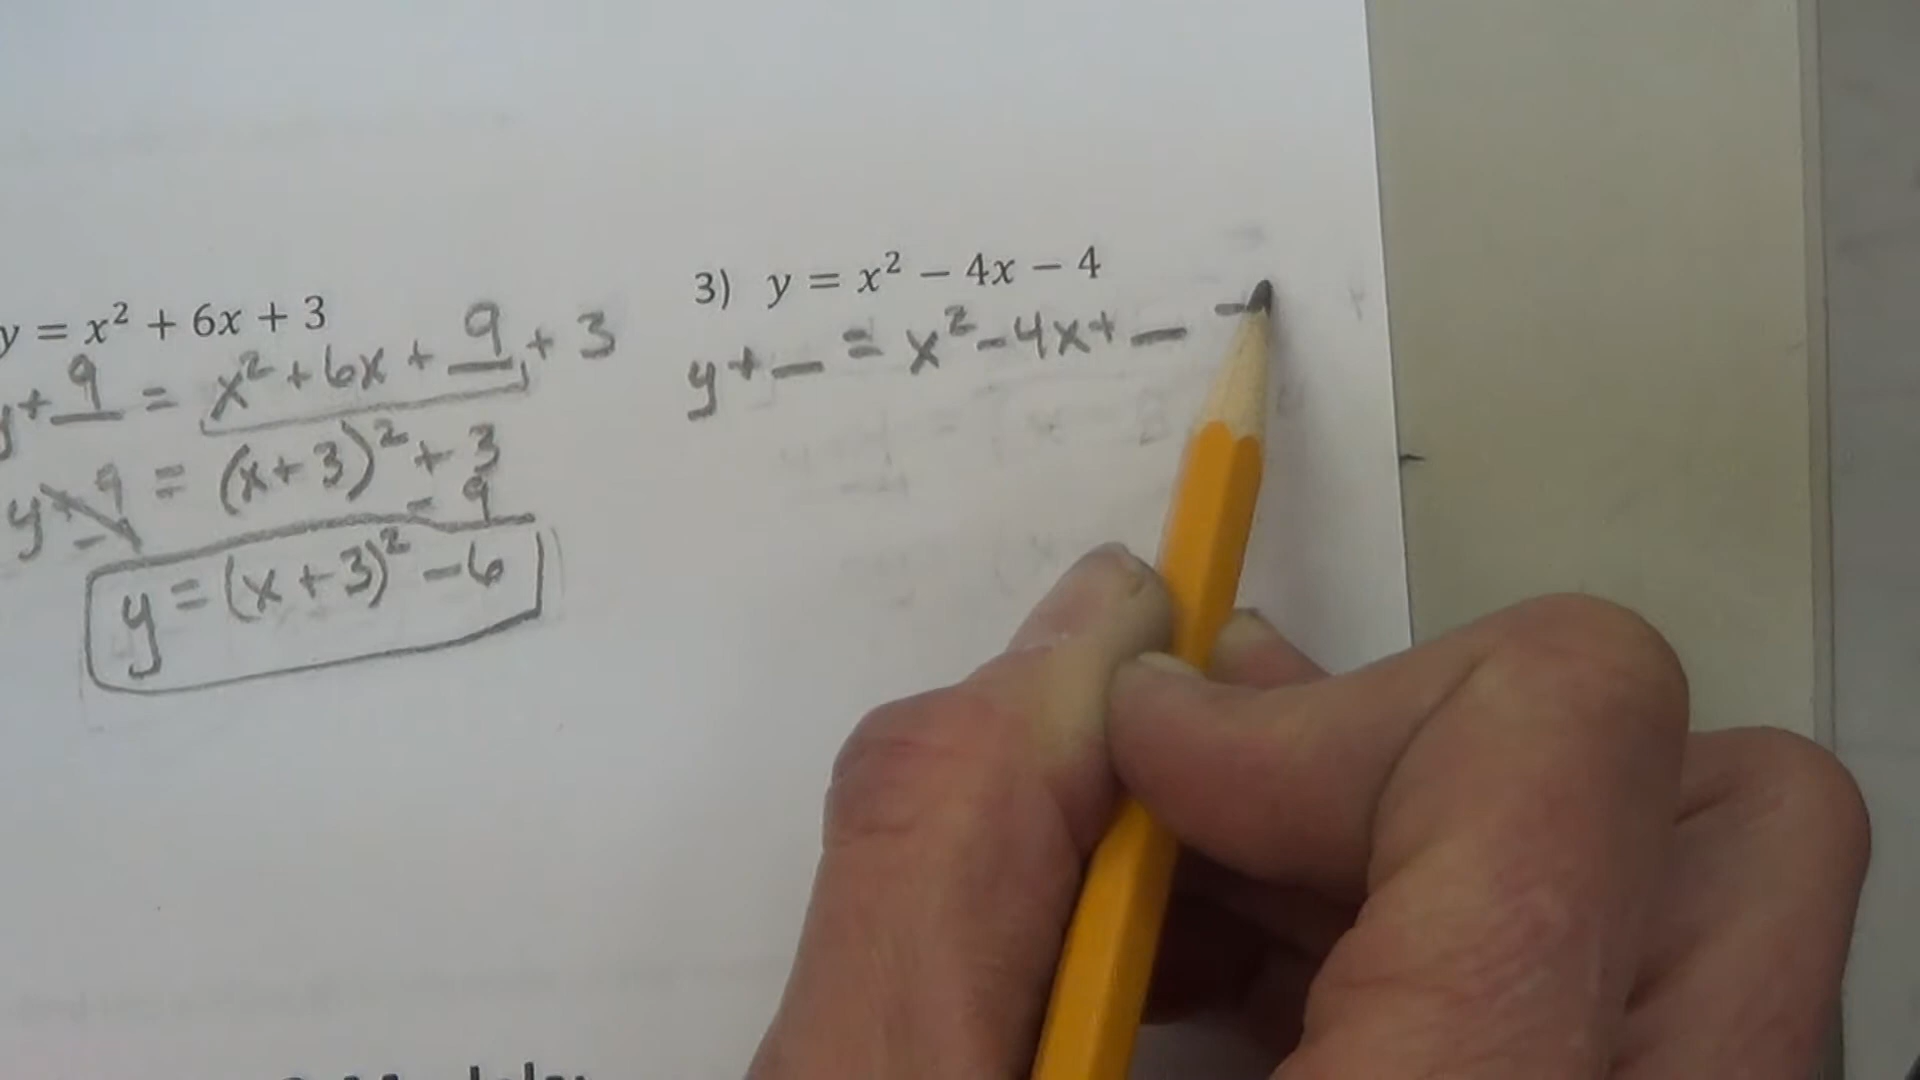 y = x² + 6x + 3
y + 9 = x² + 6x + 9 + 3
y + 9 = (x + 3)² + 3
- 9
y = (x + 3)² - 6
3) y = x² − 4x − 4
y + _ = x² - 4x + _ -